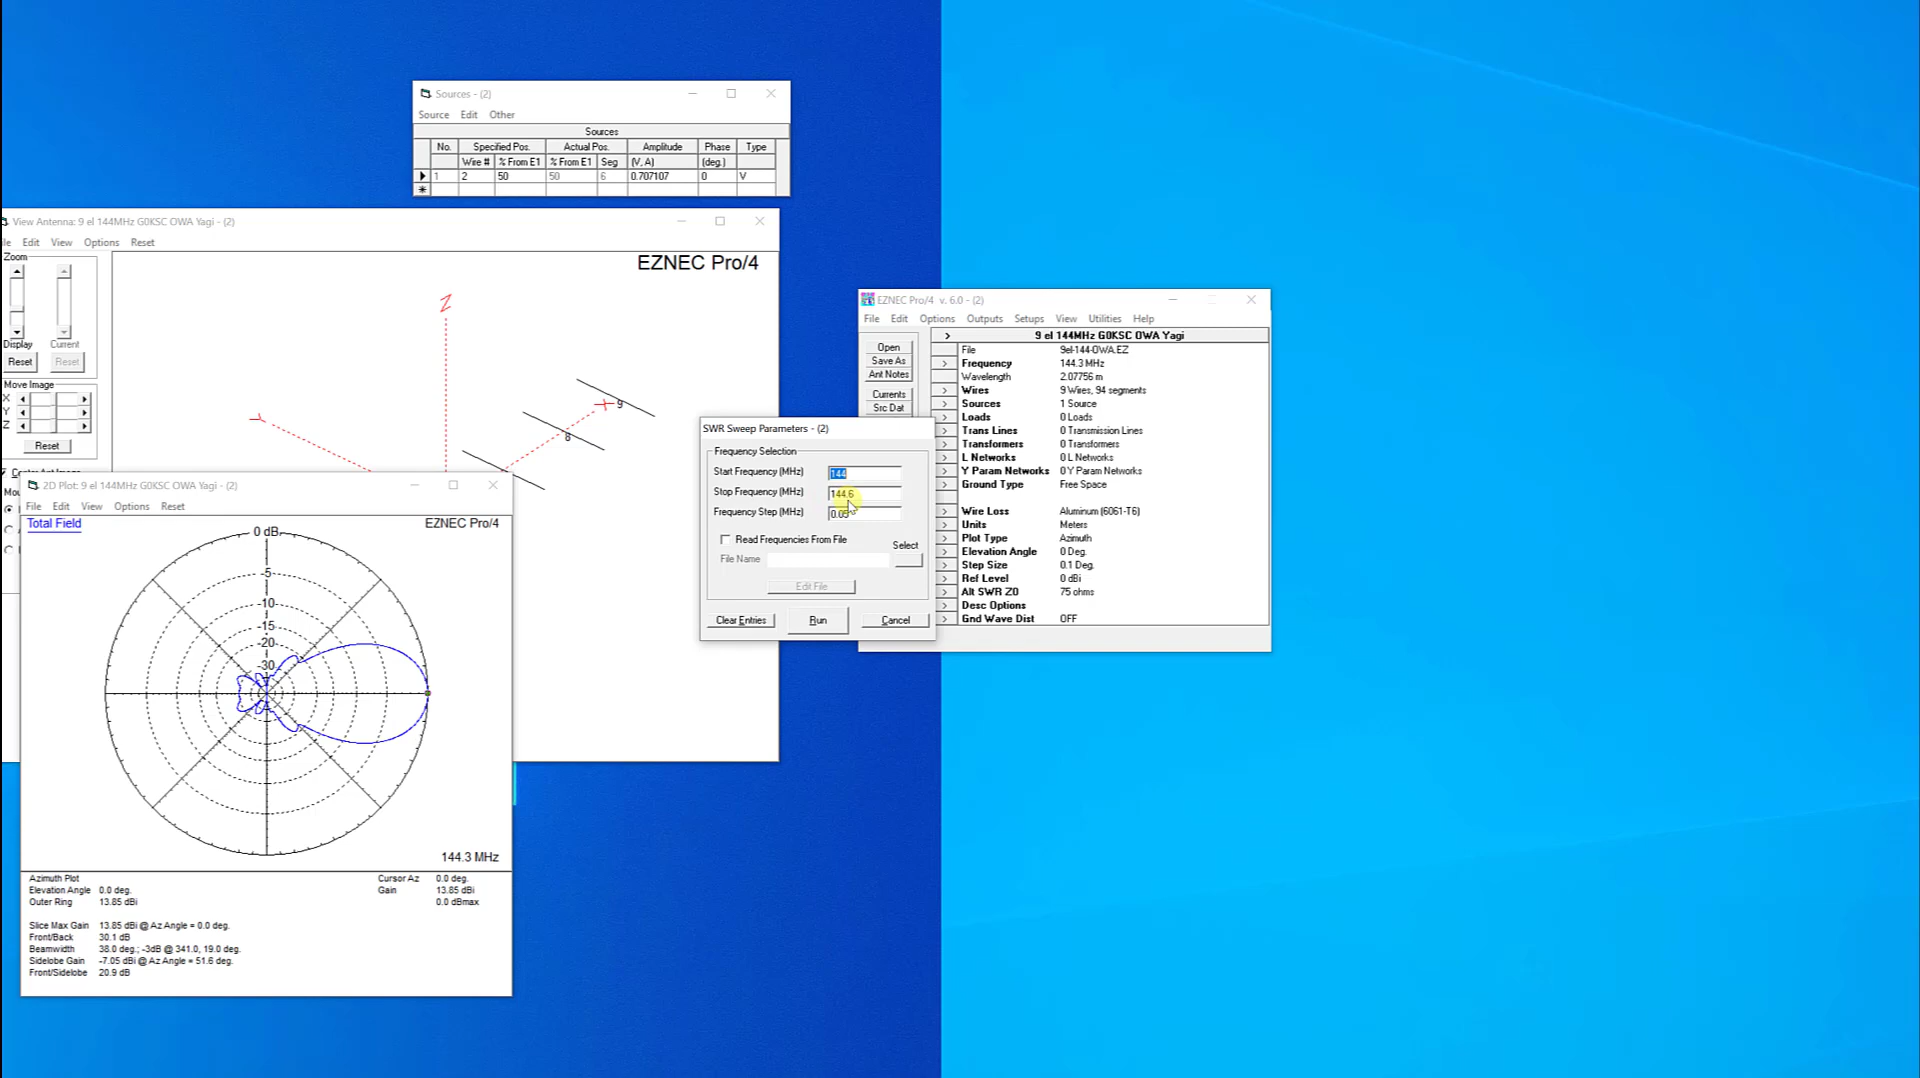 Sources - (2)
Source Edit Other
Sources
No. Specified Pos. Actual Pos. Amplitude Phase Type
Wire # % From E1 % From E1 Seg (V, A) (deg.)
1 2 50 50 6 0.707107 0 V
View Antenna: 9 el 144MHz G0KSC OWA Yagi - (2)
Edit View Options Reset
Zoom
Display Current
Reset Reset
Move Image
X
Y
Z
Reset
EZNEC Pro/4
Z
9
8
2D Plot: 9 el 144MHz G0KSC OWA Yagi - (2)
File Edit View Options Reset
Total Field
EZNEC Pro/4
0 dB
-5
-10
-15
-20
-30
144.3 MHz
Azimuth Plot
Elevation Angle 0.0 deg.
Outer Ring 13.85 dBi
Cursor Az 0.0 deg.
Gain 13.85 dBi
0.0 dBmax
Slice Max Gain 13.85 dBi @ Az Angle = 0.0 deg.
Front/Back 30.1 dB
Beamwidth 38.0 deg.; -3dB @ 341.0, 19.0 deg.
Sidelobe Gain -7.05 dBi @ Az Angle = 51.6 deg.
Front/Sidelobe 20.9 dB
SWR Sweep Parameters - (2)
Frequency Selection
Start Frequency (MHz) 144
Stop Frequency (MHz) 144.6
Frequency Step (MHz) 0.05
Read Frequencies From File
Select
File Name
Edit File
Clear Entries Run Cancel
EZNEC Pro/4 v. 6.0 - (2)
File Edit Options Outputs Setups View Utilities Help
Open
Save As
Ant Notes
Currents
Src Dat
> 9 el 144MHz G0KSC OWA Yagi
File 9el-144-OWA.EZ
> Frequency 144.3 MHz
Wavelength 2.07756 m
> Wires 9 Wires, 94 segments
> Sources 1 Source
> Loads 0 Loads
> Trans Lines 0 Transmission Lines
> Transformers 0 Transformers
> L Networks 0 L Networks
> Y Param Networks 0 Y Param Networks
> Ground Type Free Space
> Wire Loss Aluminum (6061-T6)
> Units Meters
> Plot Type Azimuth
> Elevation Angle 0 Deg.
> Step Size 0.1 Deg.
> Ref Level 0 dBi
> Alt SWR Z0 75 ohms
> Desc Options
> Gnd Wave Dist OFF